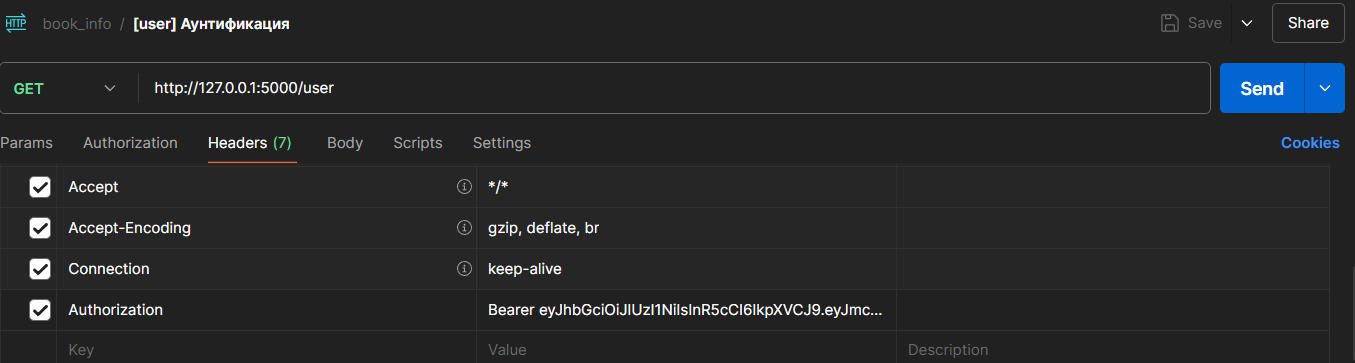 HTTP book_info / [user] Аунтификация Save Share
GET http://127.0.0.1:5000/user Send
Params Authorization Headers (7) Body Scripts Settings Cookies
Accept */*
Accept-Encoding gzip, deflate, br
Connection keep-alive
Authorization Bearer eyJhbGciOiJIUzI1NiIsInR5cCI6IkpXVCJ9.eyJmc...
Key Value Description